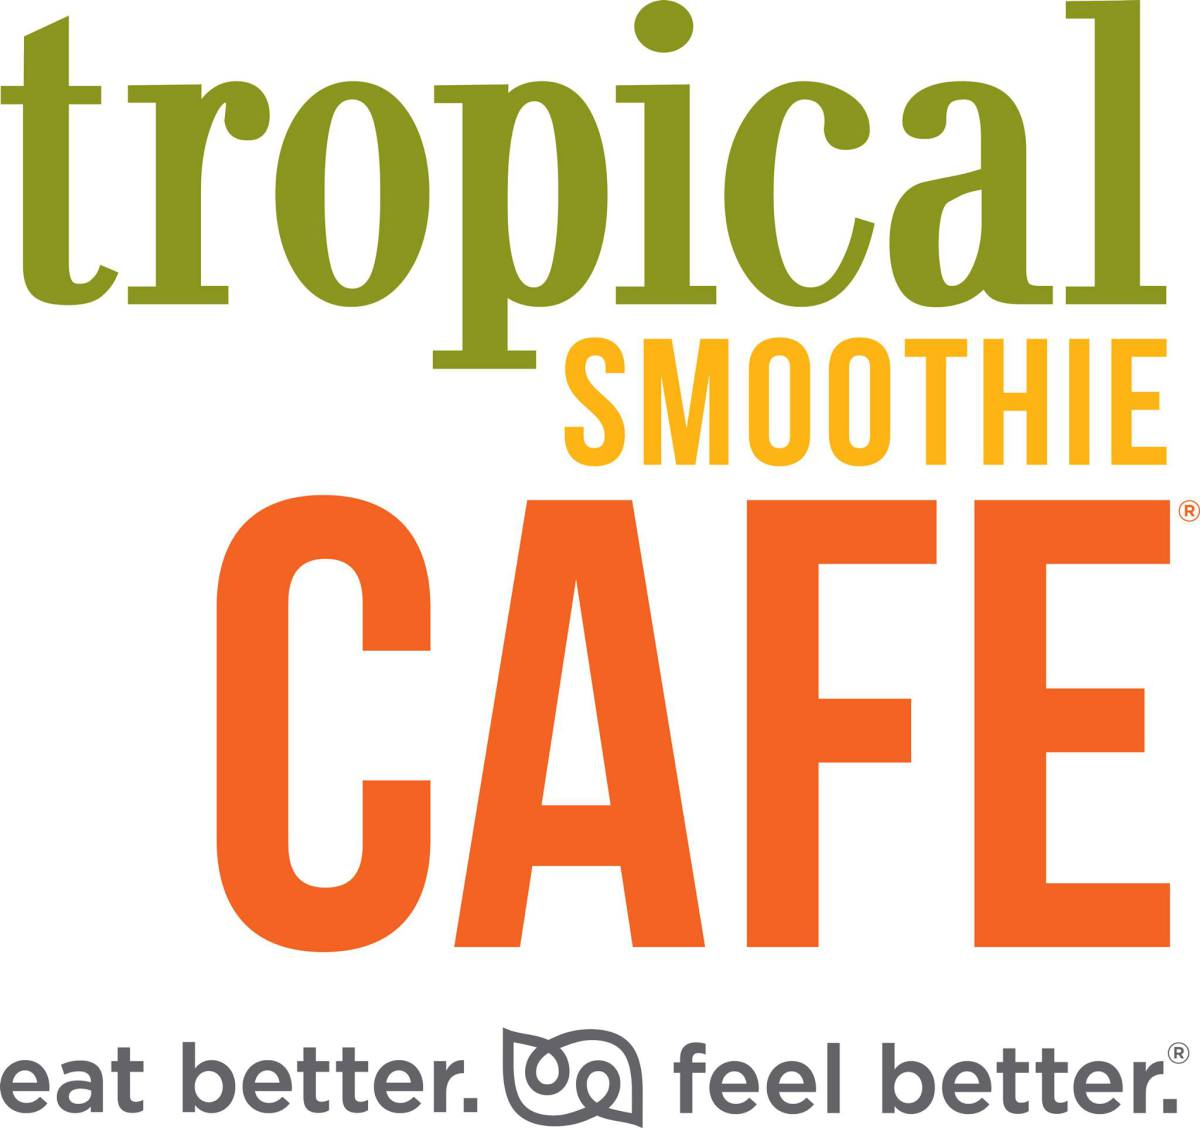 tropical
SMOOTHIE
CAFE®
eat better. feel better.®